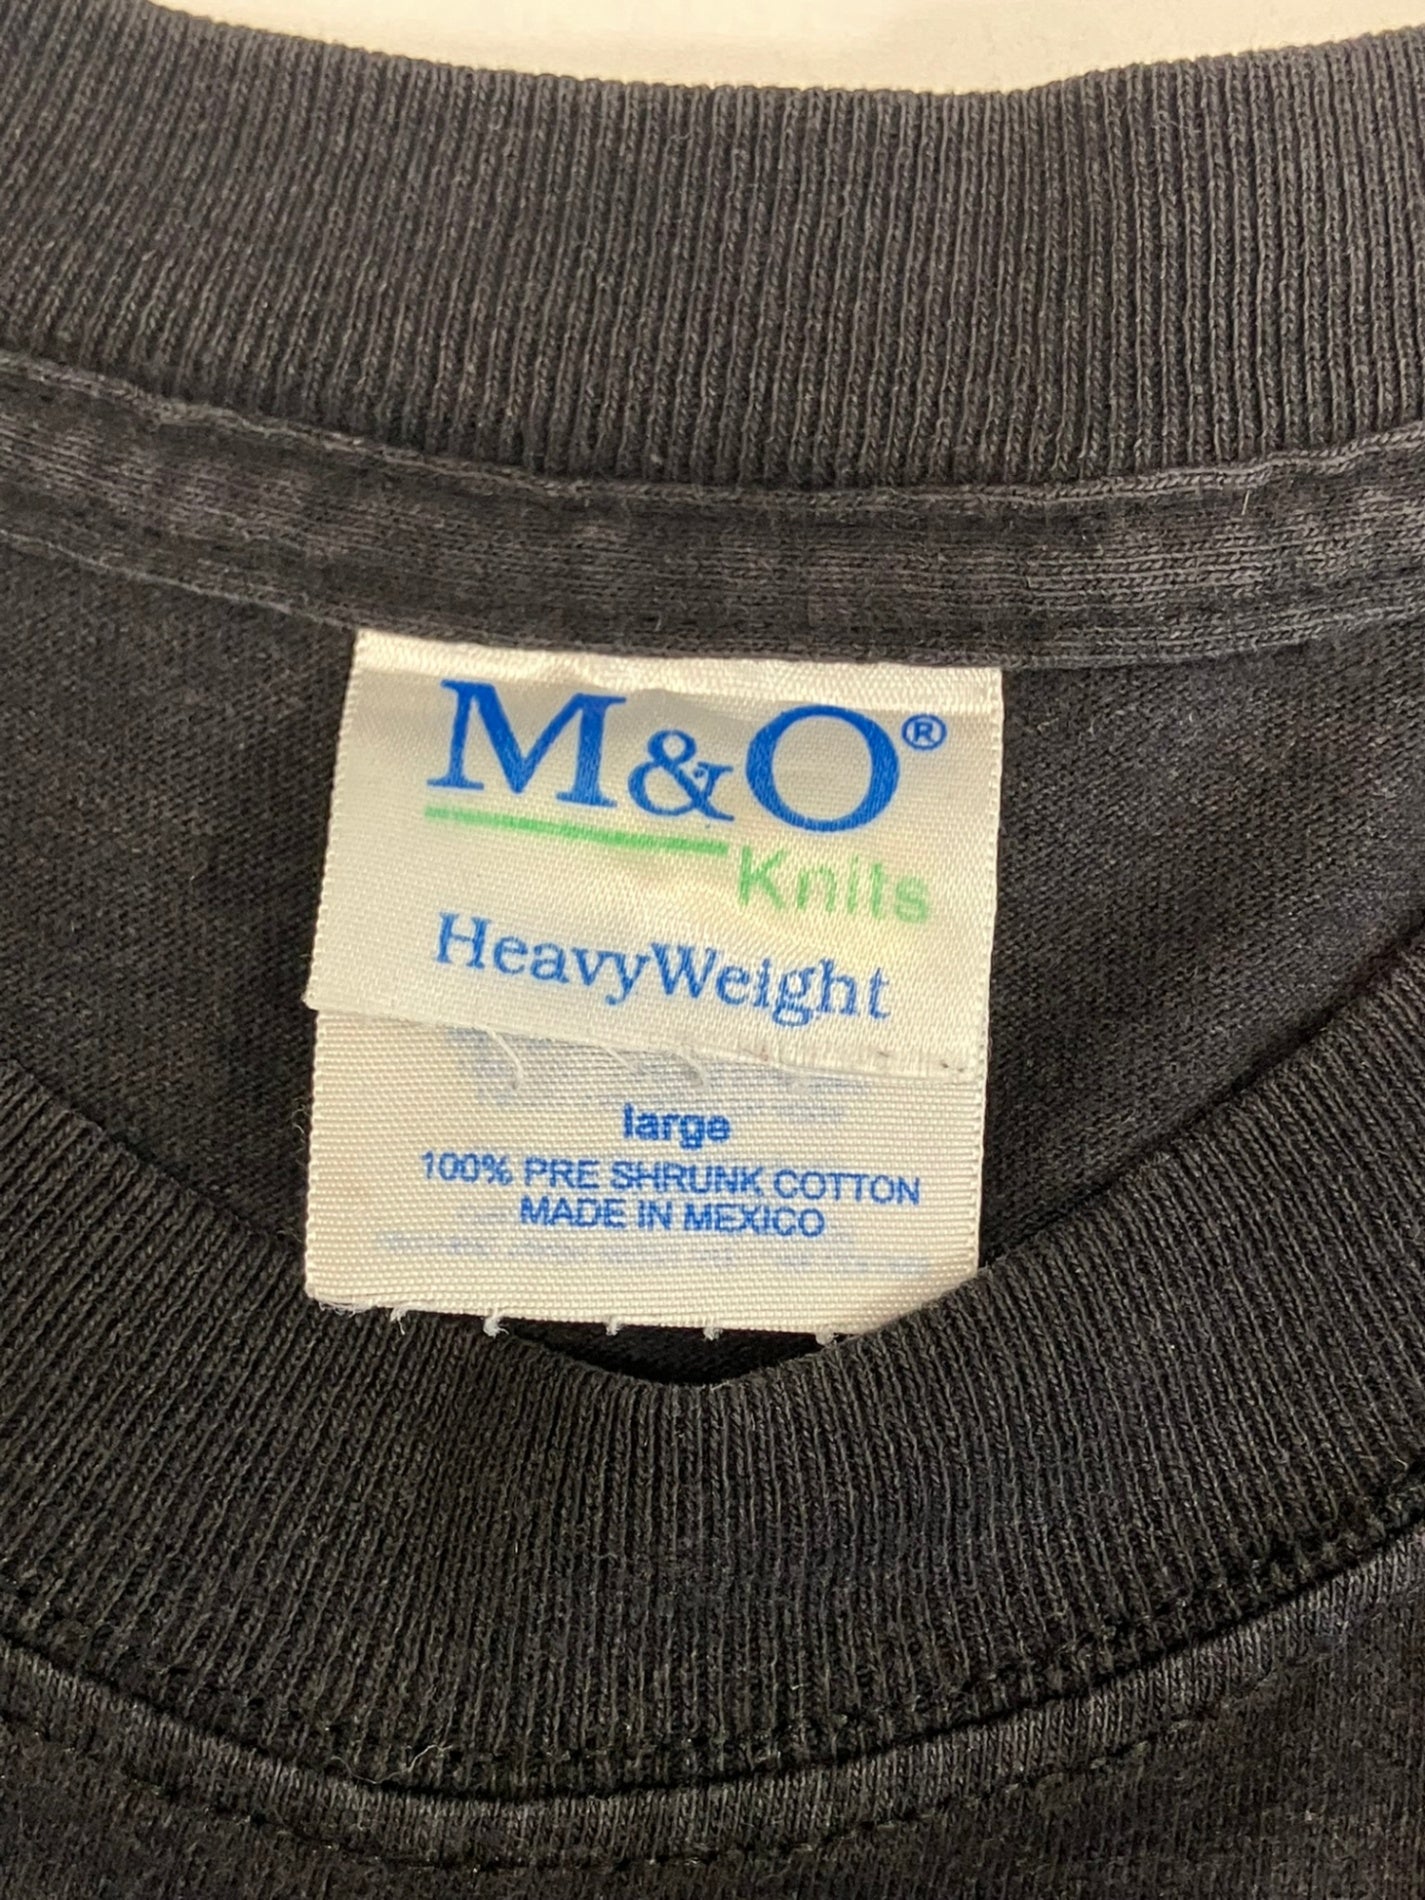 M&O®
Knits
HeavyWeight
large
100% PRE SHRUNK COTTON
MADE IN MEXICO